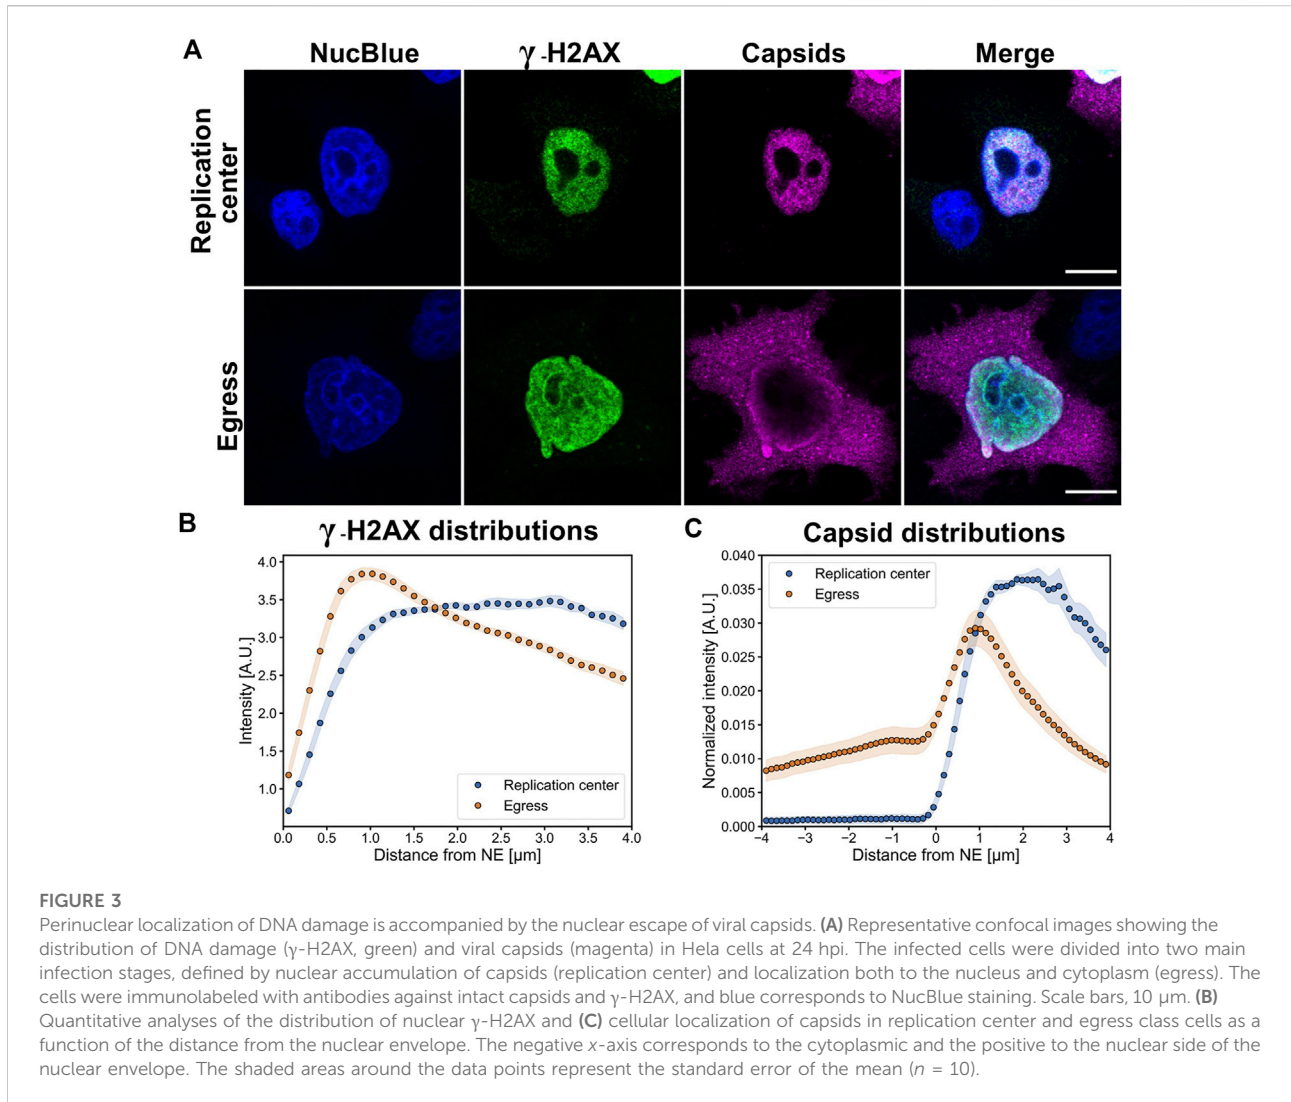 A
NucBlue
γ-H2AX
Capsids
Merge
Replication
center
Egress
B
γ-H2AX distributions
Intensity [A.U.]
4.0
3.5
3.0
2.5
2.0
1.5
1.0
Replication center
Egress
0.0 0.5 1.0 1.5 2.0 2.5 3.0 3.5 4.0
Distance from NE [µm]
C
Capsid distributions
Normalized intensity [A.U.]
0.040
0.035
0.030
0.025
0.020
0.015
0.010
0.005
0.000
Replication center
Egress
−4 −3 −2 −1 0 1 2 3 4
Distance from NE [µm]
FIGURE 3
Perinuclear localization of DNA damage is accompanied by the nuclear escape of viral capsids. (A) Representative confocal images showing the
distribution of DNA damage (γ-H2AX, green) and viral capsids (magenta) in Hela cells at 24 hpi. The infected cells were divided into two main
infection stages, defined by nuclear accumulation of capsids (replication center) and localization both to the nucleus and cytoplasm (egress). The
cells were immunolabeled with antibodies against intact capsids and γ-H2AX, and blue corresponds to NucBlue staining. Scale bars, 10 µm. (B)
Quantitative analyses of the distribution of nuclear γ-H2AX and (C) cellular localization of capsids in replication center and egress class cells as a
function of the distance from the nuclear envelope. The negative x-axis corresponds to the cytoplasmic and the positive to the nuclear side of the
nuclear envelope. The shaded areas around the data points represent the standard error of the mean (n = 10).